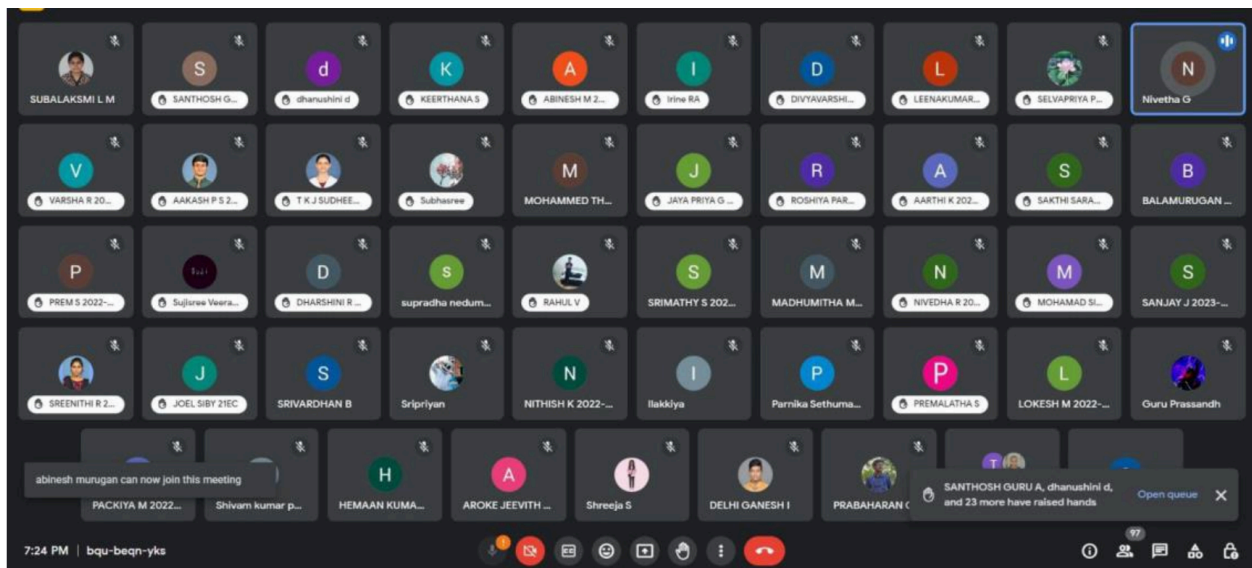 SUBALAKSMI L M
S
SANTHOSH G...
d
dhanushini d
K
KEERTHANA S
A
ABINESH M 2...
I
Irine RA
D
DIVYAVARSHI...
L
LEENAKUMAR...
SELVAPRIYA P...
N
Nivetha G
V
VARSHA R 20...
AAKASH P S 2...
T K J SUDHEE...
Subhasree
M
MOHAMMED TH...
J
JAYA PRIYA G ...
R
ROSHIYA PAR...
A
AARTHI K 202...
S
SAKTHI SARA...
B
BALAMURUGAN ...
P
PREM S 2022-...
Sujisree Veera...
D
DHARSHINI R ...
s
supradha nedum...
RAHUL V
S
SRIMATHY S 202...
M
MADHUMITHA M...
N
NIVEDHA R 20...
M
MOHAMAD SI...
S
SANJAY J 2023-...
SREENITHI R 2...
J
JOEL SIBY 21EC
S
SRIVARDHAN B
Sripriyan
N
NITHISH K 2022-...
I
Ilakkiya
P
Parnika Sethuma...
P
PREMALATHA S
L
LOKESH M 2022-...
Guru Prassandh
abinesh murugan can now join this meeting
PACKIYA M 2022...
Shivam kumar p...
H
HEMAAN KUMA...
A
AROKE JEEVITH ...
Shreeja S
DELHI GANESH I
PRABAHARAN
T
SANTHOSH GURU A, dhanushini d,
and 23 more have raised hands
Open queue
7:24 PM | bqu-beqn-yks
CC
97